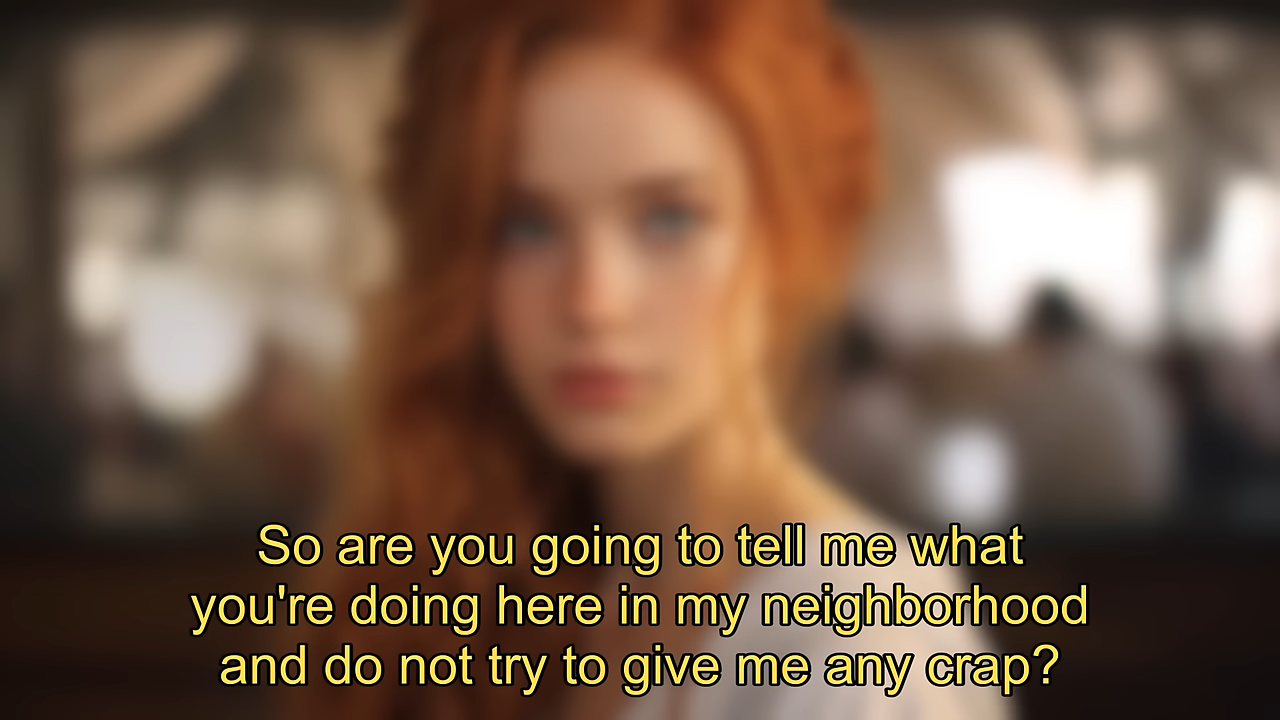 So are you going to tell me what
you're doing here in my neighborhood
and do not try to give me any crap?